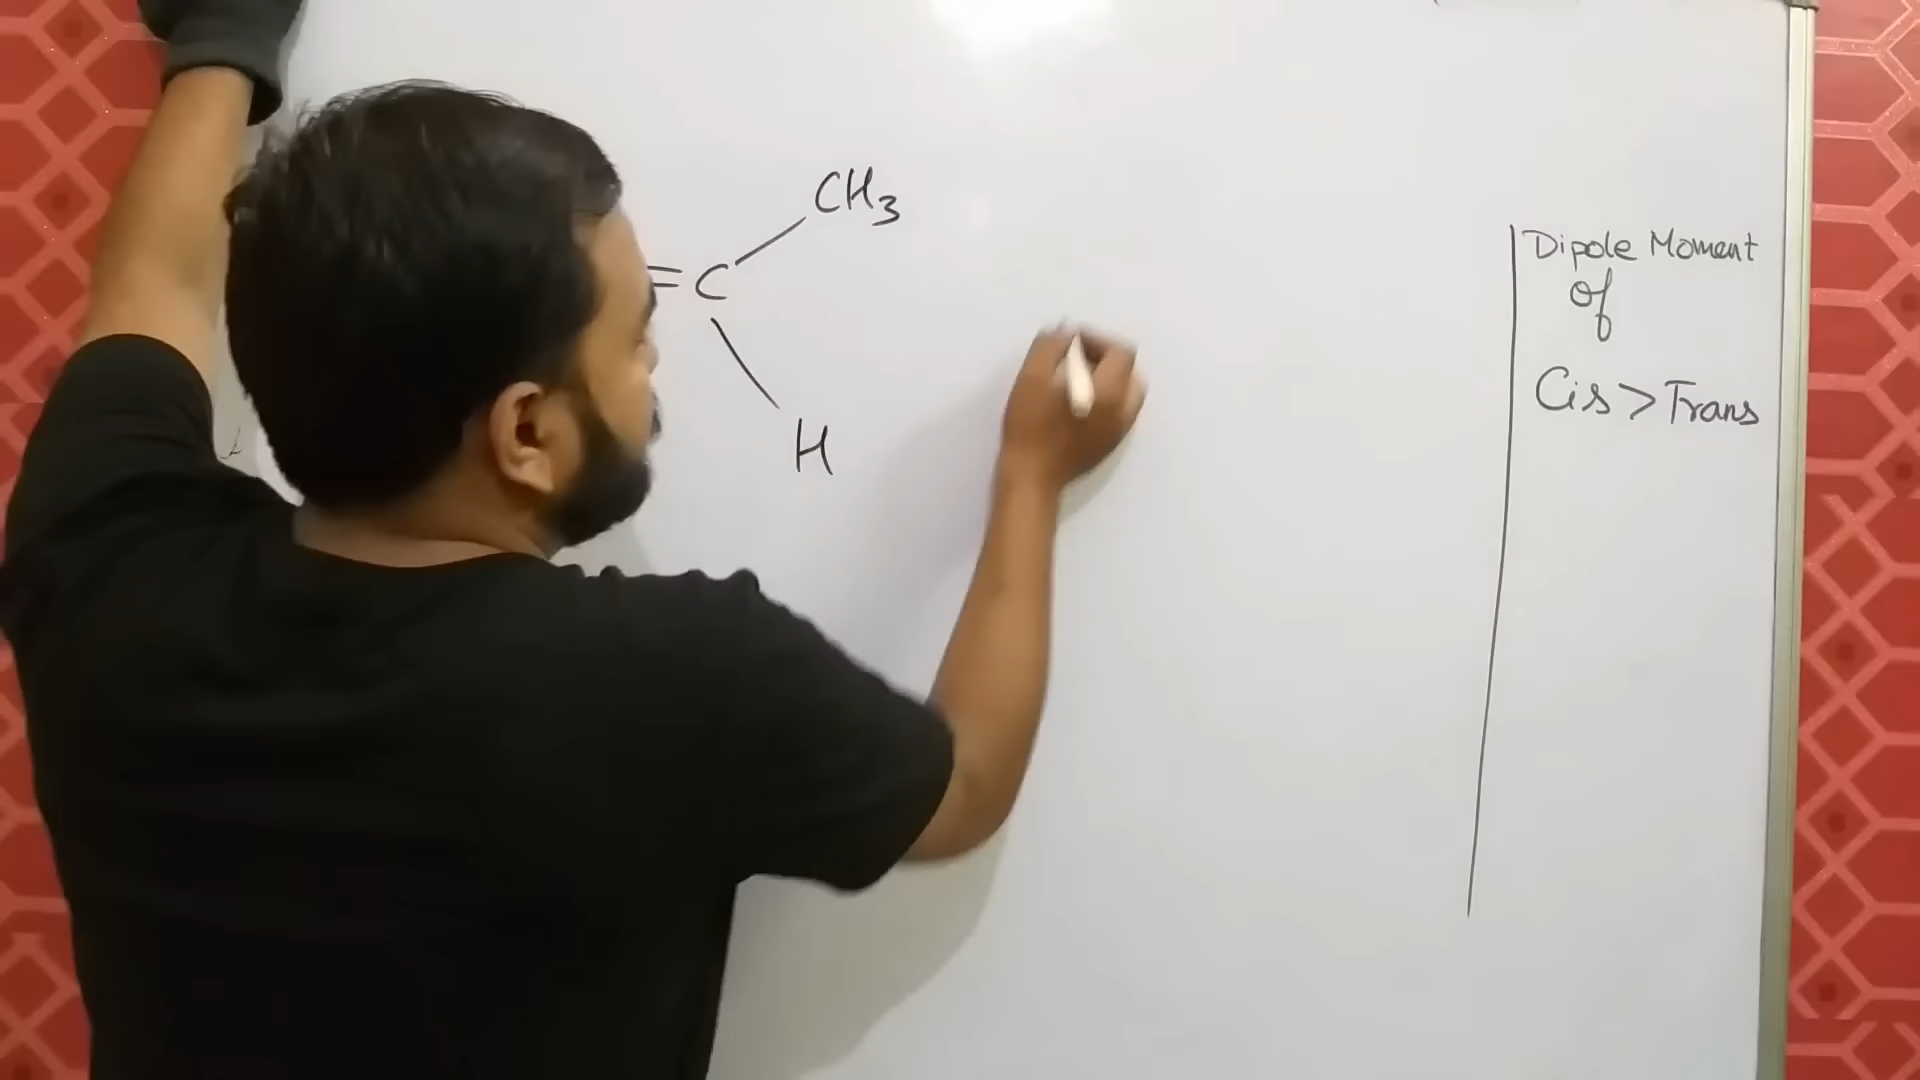 CH3
=C
H
Dipole Moment
of
Cis > Trans